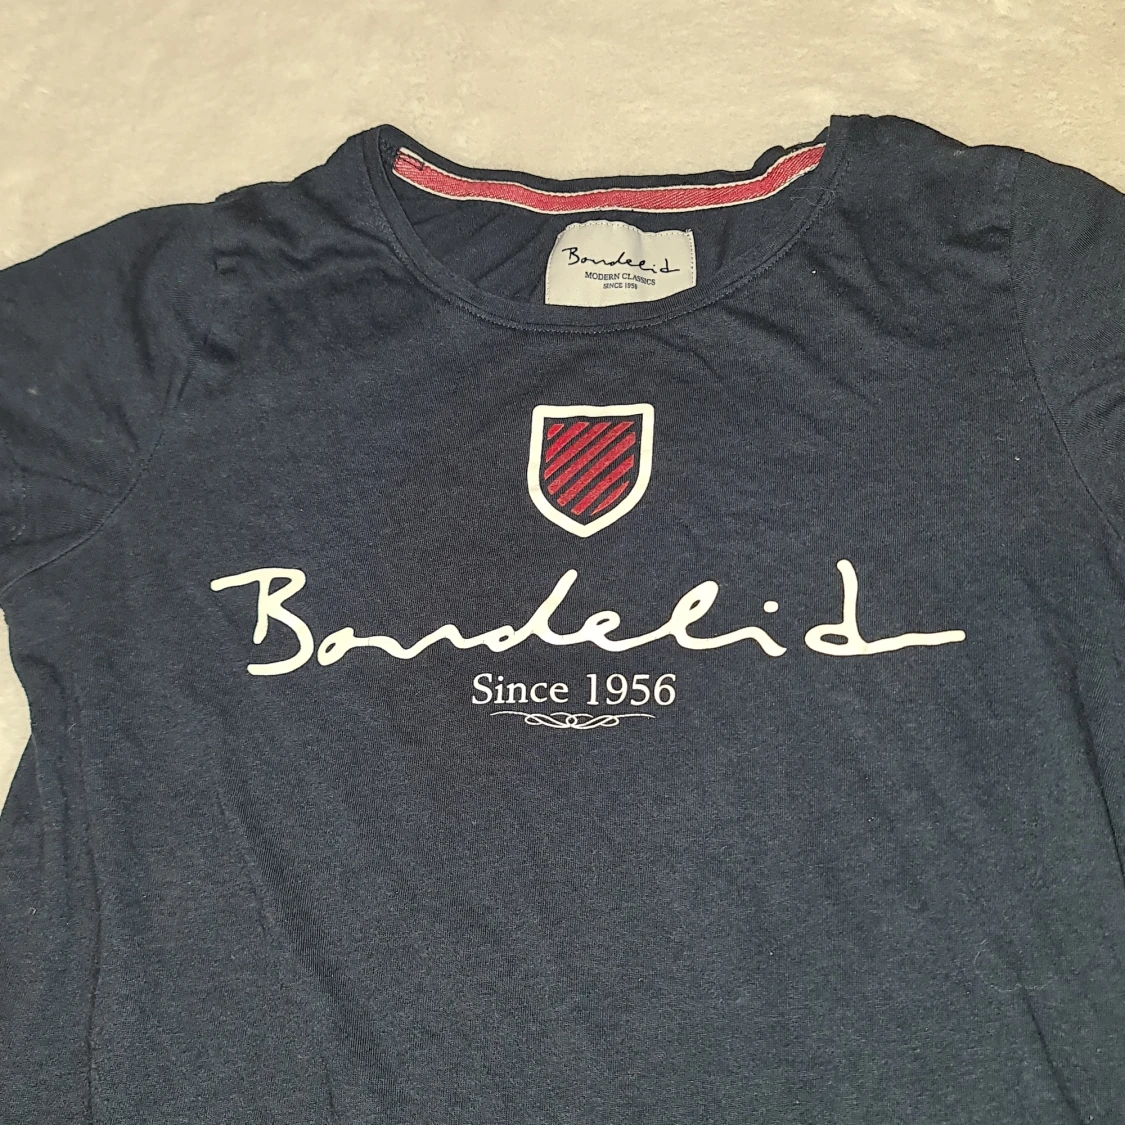 Bondelid
MODERN CLASSICS
SINCE 1956
Bondelid
Since 1956